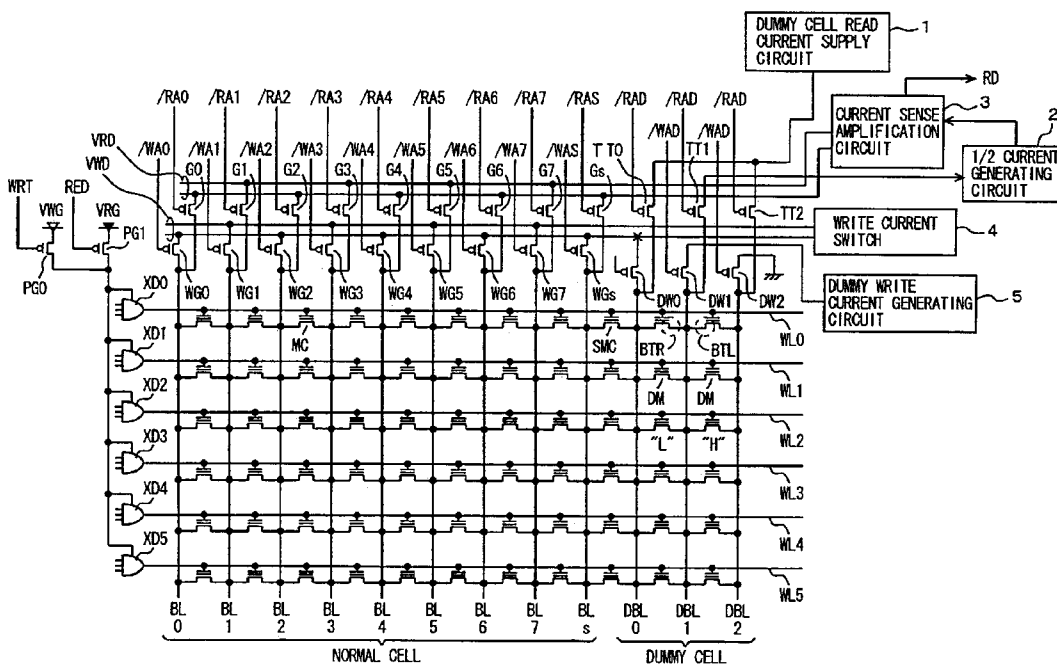 DUMMY CELL READ
CURRENT SUPPLY
CIRCUIT
1
/RA0 /RA1 /RA2 /RA3 /RA4 /RA5 /RA6 /RA7 /RAS /RAD /RAD /RAD
RD
CURRENT SENSE
AMPLIFICATION
CIRCUIT
3
2
1/2 CURRENT
GENERATING
CIRCUIT
VRD
VWD
/WA0 /WA1 /WA2 /WA3 /WA4 /WA5 /WA6 /WA7 /WAS /WAD /WAD
G0 G1 G2 G3 G4 G5 G6 G7 Gs
T T0 TT1 TT2
WRT RED
VWG VRG
PG1
PG0
WRITE CURRENT
SWITCH
4
WG0 WG1 WG2 WG3 WG4 WG5 WG6 WG7 WGs DW0 DW1 DW2
DUMMY WRITE
CURRENT GENERATING
CIRCUIT
5
XD0
MC SMC BTR BTL WL0
XD1
DM DM WL1
XD2
"L" "H" WL2
XD3
WL3
XD4
WL4
XD5
WL5
BL BL BL BL BL BL BL BL BL DBL DBL DBL
0 1 2 3 4 5 6 7 s 0 1 2
NORMAL CELL DUMMY CELL